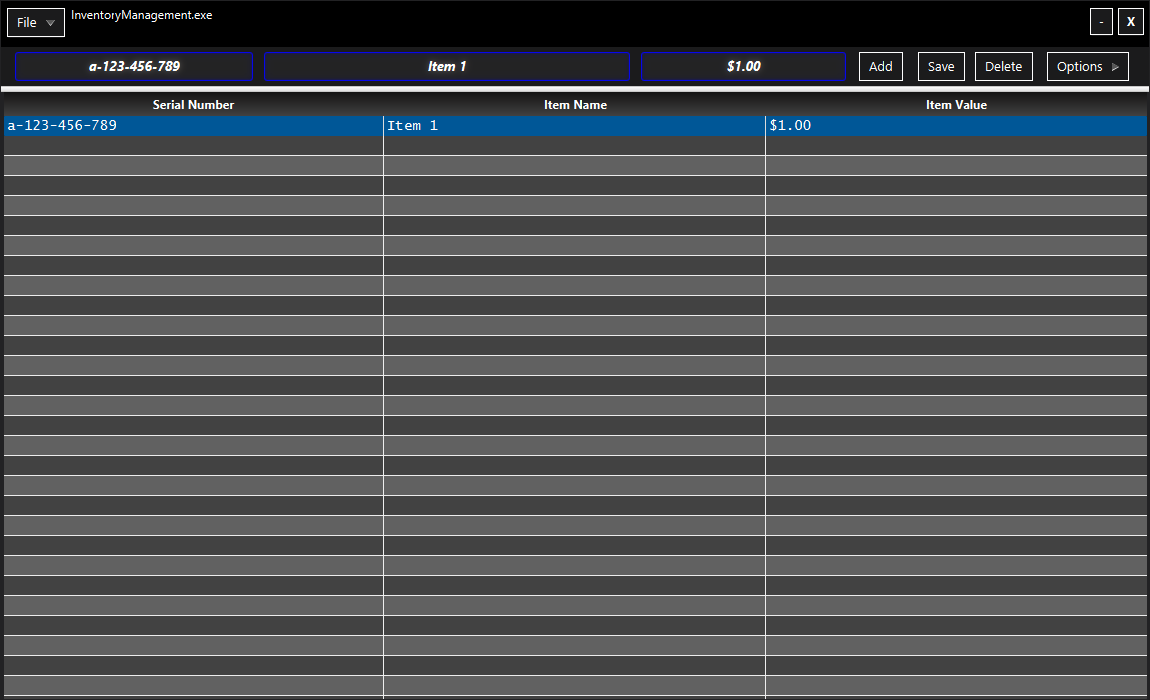 File InventoryManagement.exe - X
a-123-456-789 Item 1 $1.00 Add Save Delete Options
Serial Number Item Name Item Value
a-123-456-789 Item 1 $1.00